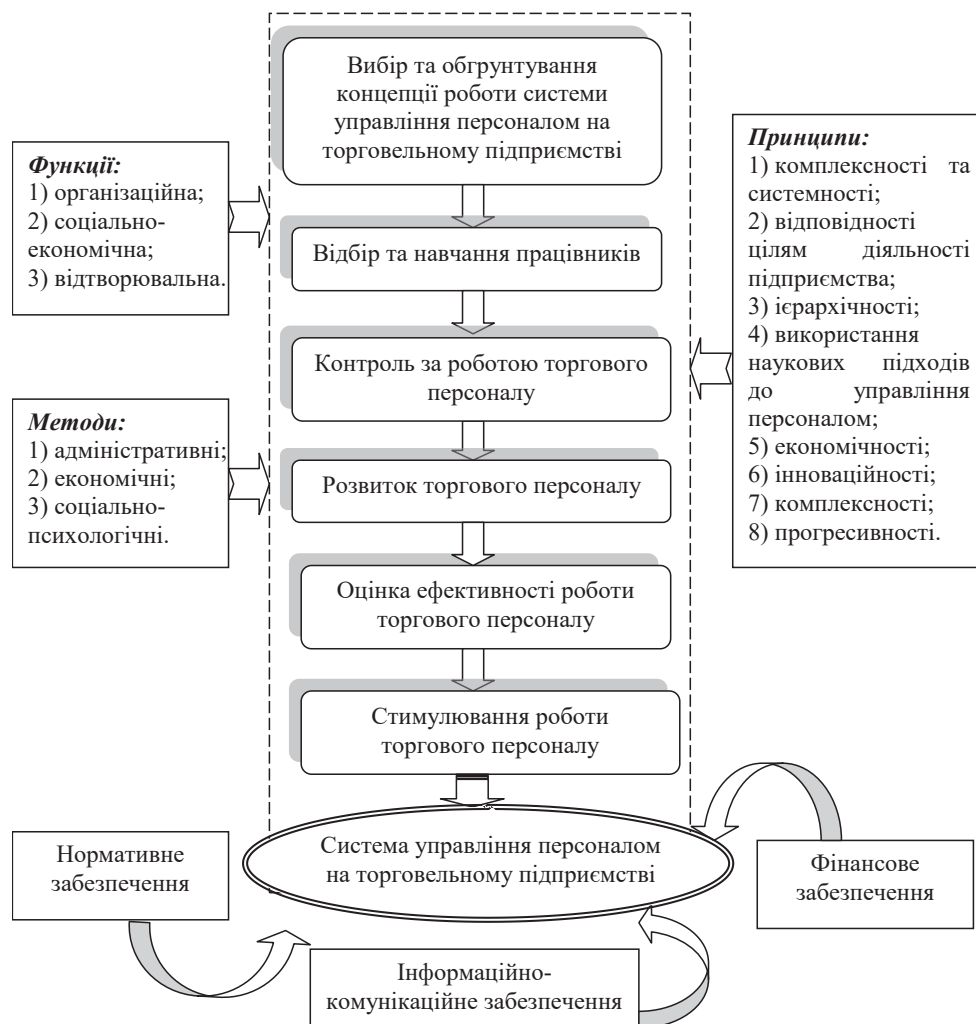 Вибір та обгрунтування
концепції роботи системи
управління персоналом на
торговельному підприємстві
Функції:
1) організаційна;
2) соціально-
економічна;
3) відтворювальна.
Принципи:
1) комплексності та
системності;
2) відповідності
цілям діяльності
підприємства;
3) ієрархічності;
4) використання
наукових підходів
до управління
персоналом;
5) економічності;
6) інноваційності;
7) комплексності;
8) прогресивності.
Відбір та навчання працівників
Контроль за роботою торгового
персоналу
Методи:
1) адміністративні;
2) економічні;
3) соціально-
психологічні.
Розвиток торгового персоналу
Оцінка ефективності роботи
торгового персоналу
Стимулювання роботи
торгового персоналу
Система управління персоналом
на торговельному підприємстві
Нормативне
забезпечення
Фінансове
забезпечення
Інформаційно-
комунікаційне забезпечення